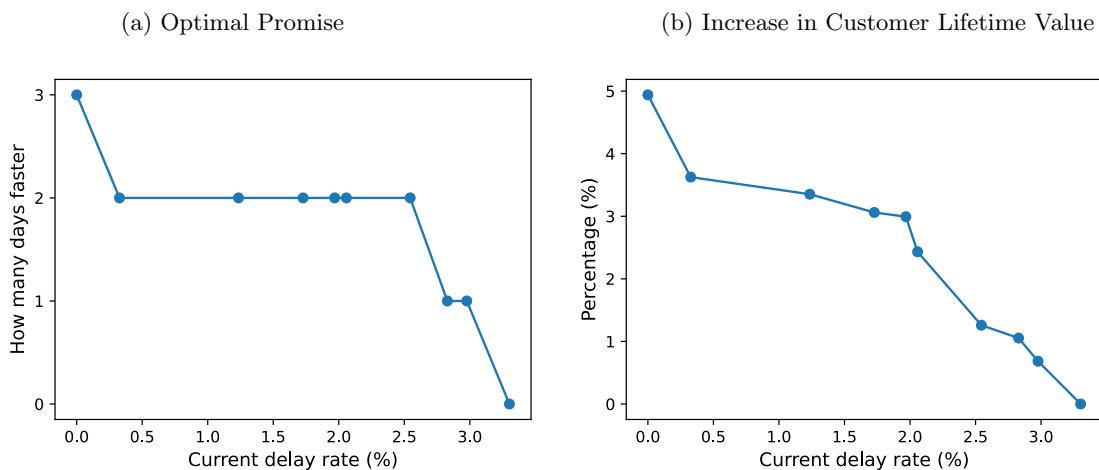 (a) Optimal Promise
(b) Increase in Customer Lifetime Value
How many days faster
3
2
1
0
0.0 0.5 1.0 1.5 2.0 2.5 3.0
Current delay rate (%)
Percentage (%)
5
4
3
2
1
0
0.0 0.5 1.0 1.5 2.0 2.5 3.0
Current delay rate (%)